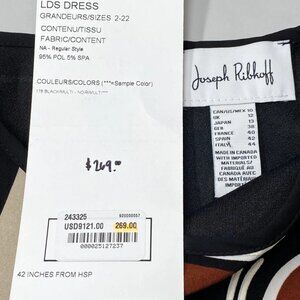 LDS DRESS
GRANDEURS/SIZES 2-22
CONTENU/TISSU
FABRIC/CONTENT
NA - Regular Style
95% POL 5% SPA
COULEURS/COLORS (***=Sample Color)
$269.00
243325
USD9121.00 269.00
42 INCHES FROM HSP
Joseph Ribkoff
CAN/US/MEX 10
UK 12
JAPAN 13
GER 38
FRANCE 40
SPAIN 42
ITALY 44
MADE IN CANADA
WITH IMPORTED
MATERIALS
FABRIQUÉ AU
CANADA AVEC
DES MATÉRIAUX
IMPORTÉS